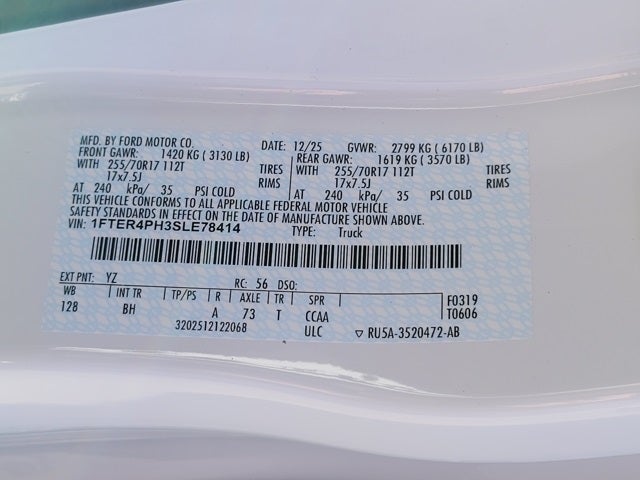 MFD. BY FORD MOTOR CO. DATE: 12/25 GVWR: 2799 KG ( 6170 LB)
FRONT GAWR: 1420 KG ( 3130 LB) REAR GAWR: 1619 KG ( 3570 LB)
WITH 255/70R17 112T TIRES WITH 255/70R17 112T TIRES
17x7.5J RIMS 17x7.5J RIMS
AT 240 kPa/ 35 PSI COLD AT 240 kPa/ 35 PSI COLD
THIS VEHICLE CONFORMS TO ALL APPLICABLE FEDERAL MOTOR VEHICLE
SAFETY STANDARDS IN EFFECT ON THE DATE OF MANUFACTURE SHOWN ABOVE.
VIN: 1FTER4PH3SLE78414 TYPE: Truck
EXT PNT: YZ RC: 56 DSO:
WB INT TR TP/PS R AXLE TR SPR F0319
128 BH A 73 T CCAA T0606
3202512122068 ULC ▽ RU5A-3520472-AB